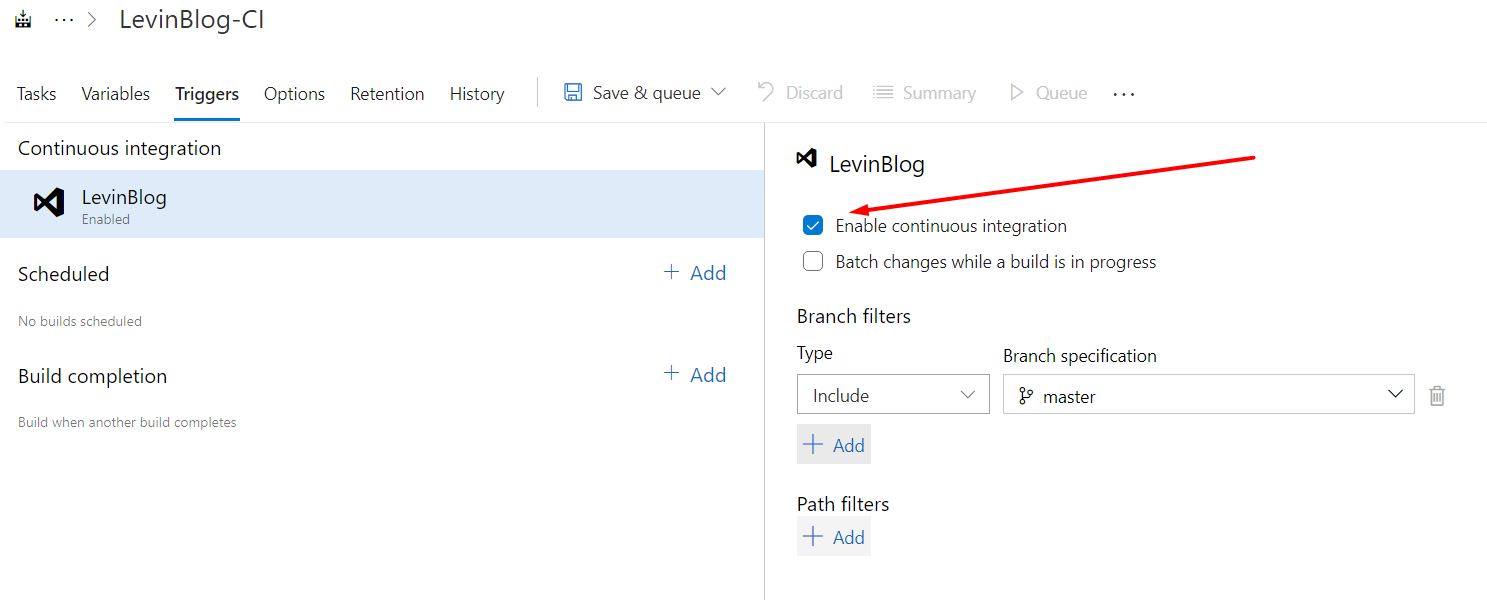 ... > LevinBlog-CI
Tasks Variables Triggers Options Retention History Save & queue Discard Summary Queue ...
Continuous integration
LevinBlog
Enabled
Scheduled + Add
No builds scheduled
Build completion + Add
Build when another build completes
LevinBlog
Enable continuous integration
Batch changes while a build is in progress
Branch filters
Type Branch specification
Include master
+ Add
Path filters
+ Add